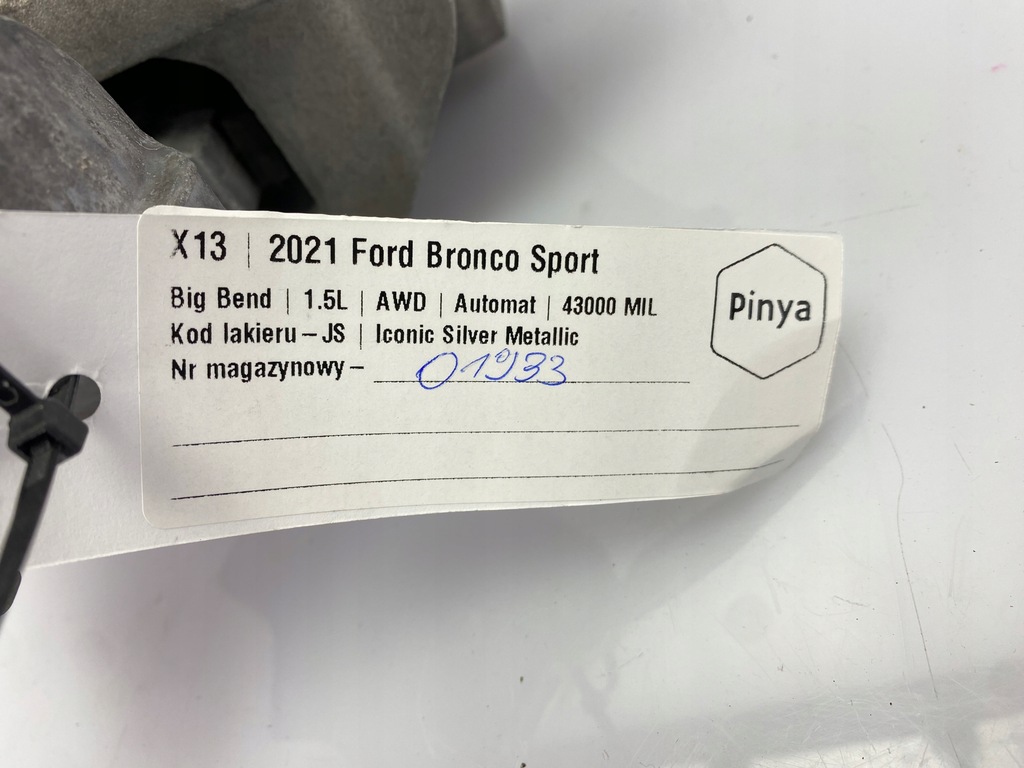 X13 | 2021 Ford Bronco Sport
Big Bend | 1.5L | AWD | Automat | 43000 MIL
Kod lakieru – JS | Iconic Silver Metallic
Nr magazynowy – 01933
Pinya